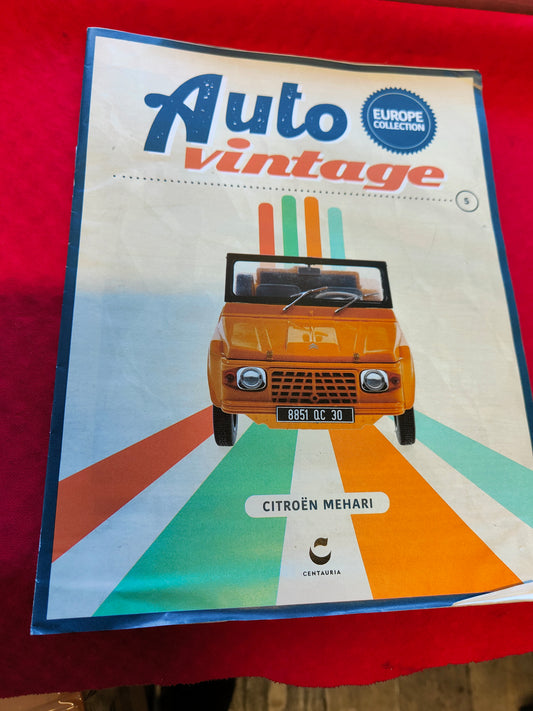 Auto
EUROPE
COLLECTION
vintage
5
8851 QC 30
CITROËN MEHARI
CENTAURIA